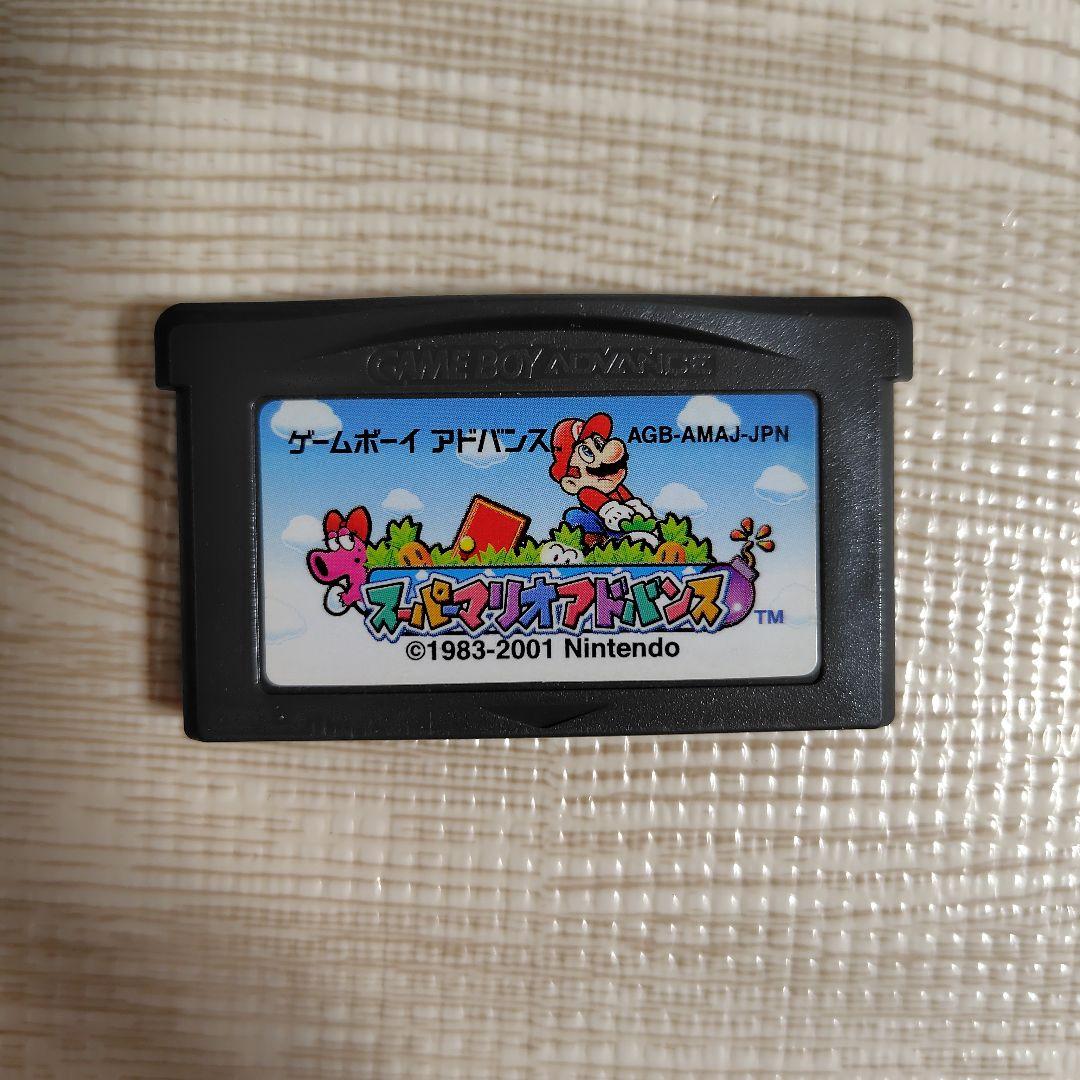 GAME BOY ADVANCE
ゲームボーイ アドバンス AGB-AMAJ-JPN
スーパーマリオアドバンス TM
©1983-2001 Nintendo